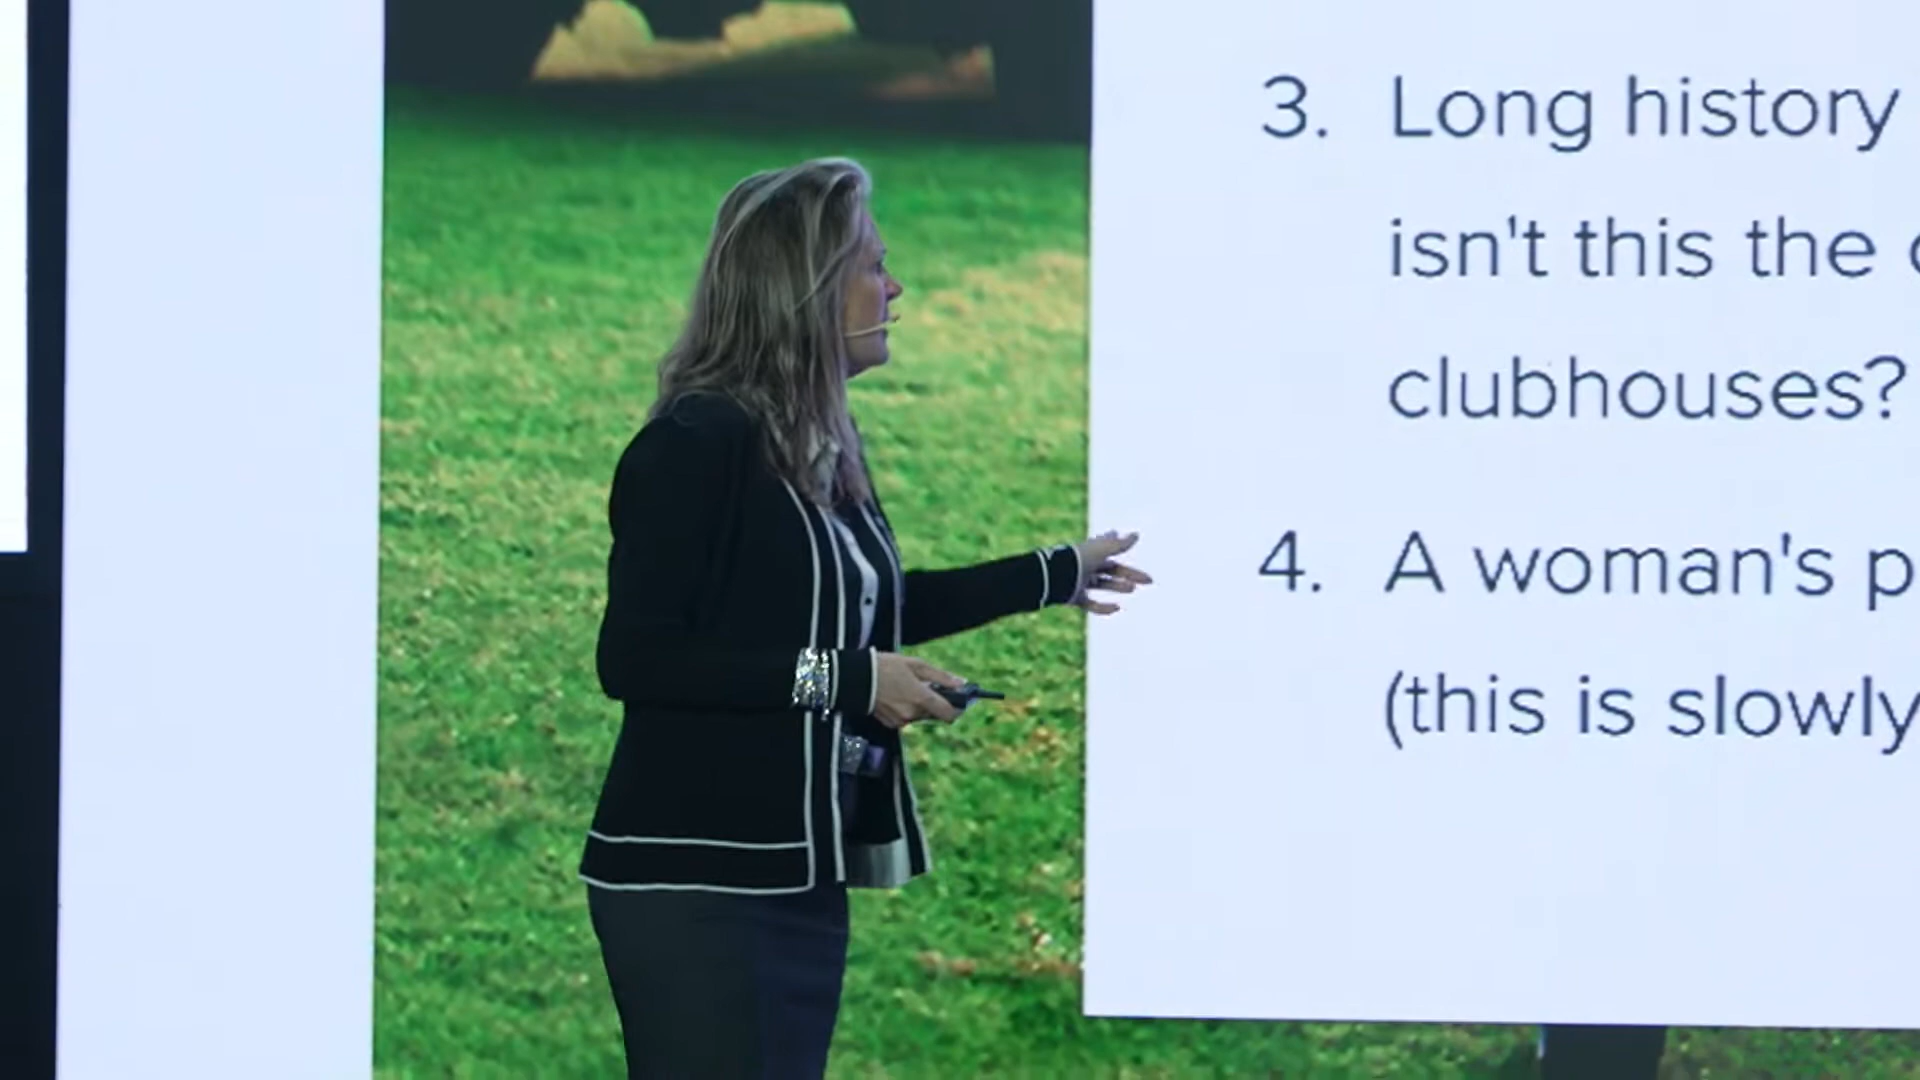 3. Long history
isn't this the
clubhouses?
4. A woman's
(this is slowly